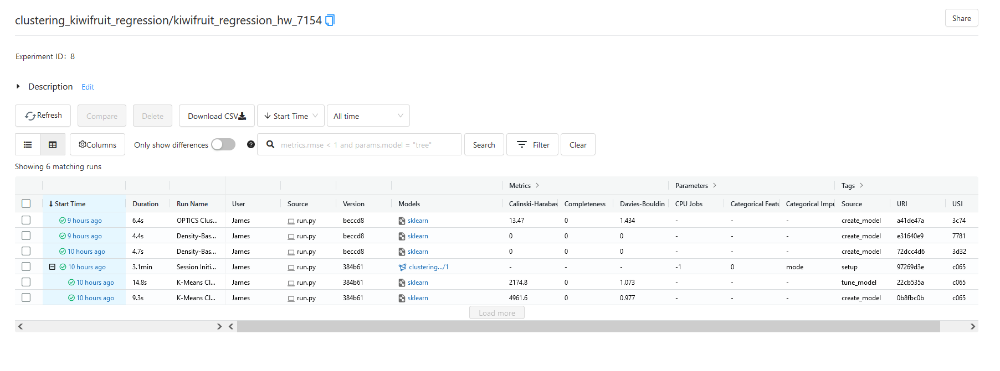 clustering_kiwifruit_regression/kiwifruit_regression_hw_7154
Share
Experiment ID: 8
Description Edit
Refresh Compare Delete Download CSV Start Time All time
Columns Only show differences metrics.rmse < 1 and params.model = "tree" Search Filter Clear
Showing 6 matching runs
Metrics Parameters Tags
Start Time Duration Run Name User Source Version Models Calinski-Harabas Completeness Davies-Bouldin CPU Jobs Categorical Featu Categorical Impu Source URI USI
9 hours ago 6.4s OPTICS Clus... James run.py beccd8 sklearn 13.47 0 1.434 - - - create_model a41de47a 3c74
9 hours ago 4.4s Density-Bas... James run.py beccd8 sklearn 0 0 0 - - - create_model e31640e9 7781
10 hours ago 4.7s Density-Bas... James run.py beccd8 sklearn 0 0 0 - - - create_model 72dcc4d6 3d32
10 hours ago 3.1min Session Initi... James run.py 384b61 clustering.../1 - - - -1 0 mode setup 97269d3e c065
10 hours ago 14.8s K-Means Cl... James run.py 384b61 sklearn 2174.8 0 1.073 - - - tune_model 22cb535a c065
10 hours ago 9.3s K-Means Cl... James run.py 384b61 sklearn 4961.6 0 0.977 - - - create_model 0b8fbc0b c065
Load more